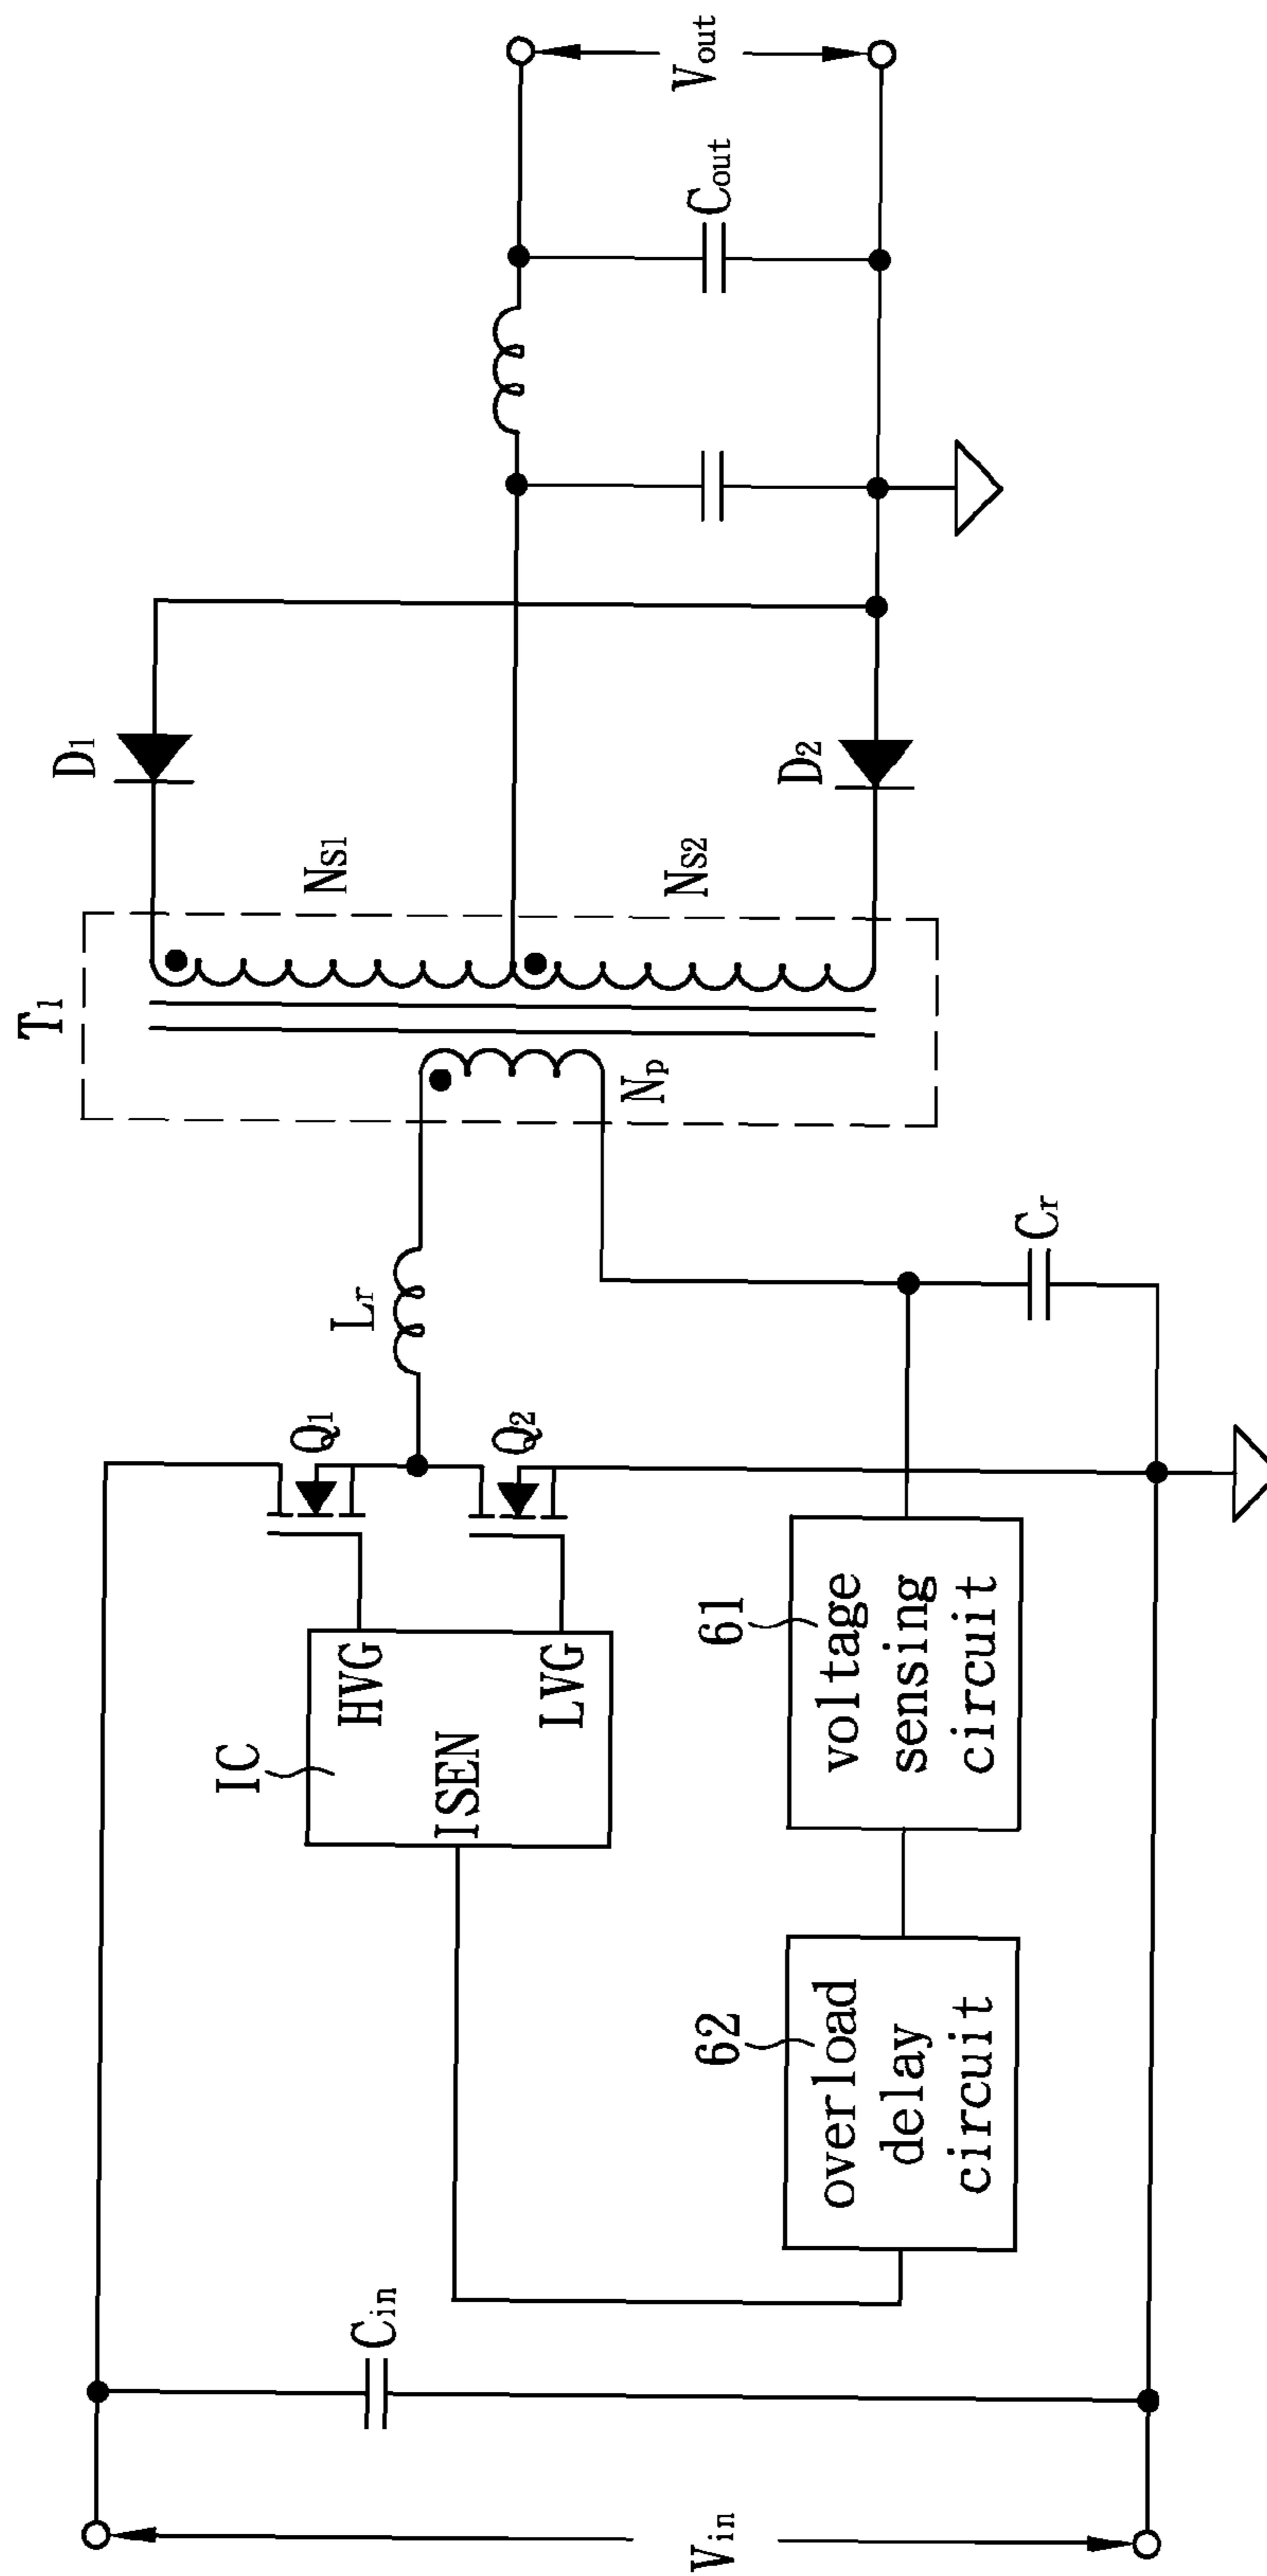 Vin
Cin
IC
HVG
ISEN
LVG
Q1
Q2
Lr
62
overload
delay
circuit
61
voltage
sensing
circuit
Cr
T1
Np
Ns1
Ns2
D1
D2
Cout
Vout